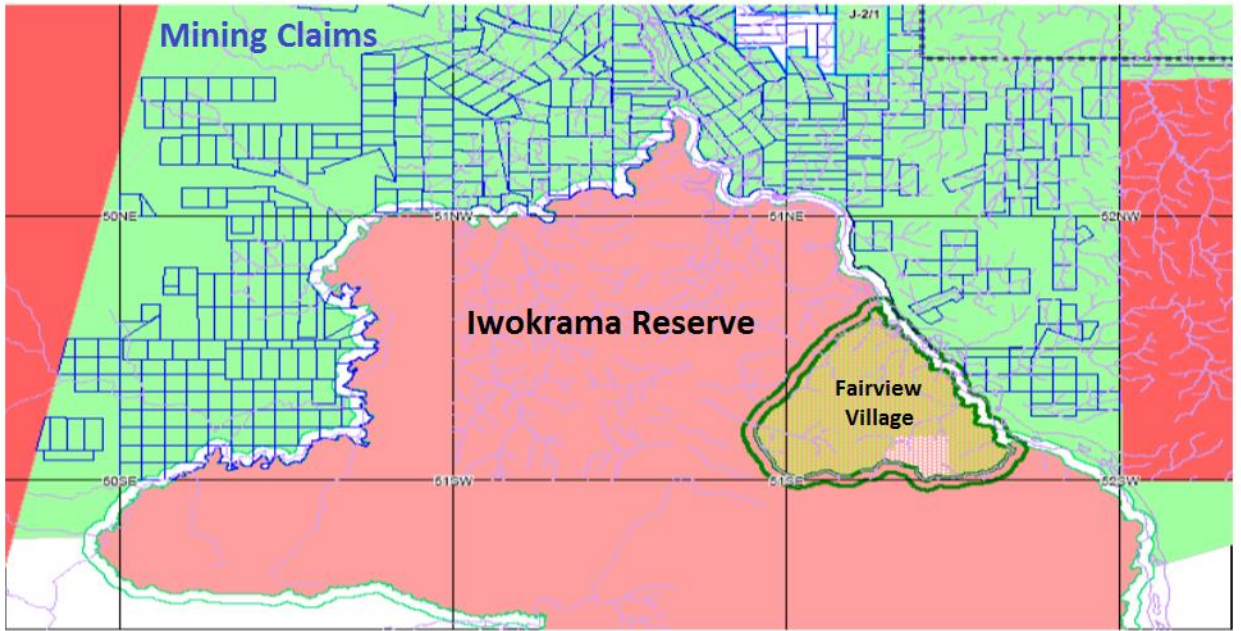 J-2/1
Mining Claims
50NE
51NW
51NE
52NW
Iwokrama Reserve
Fairview
Village
50SE
51SW
51SE
52SW